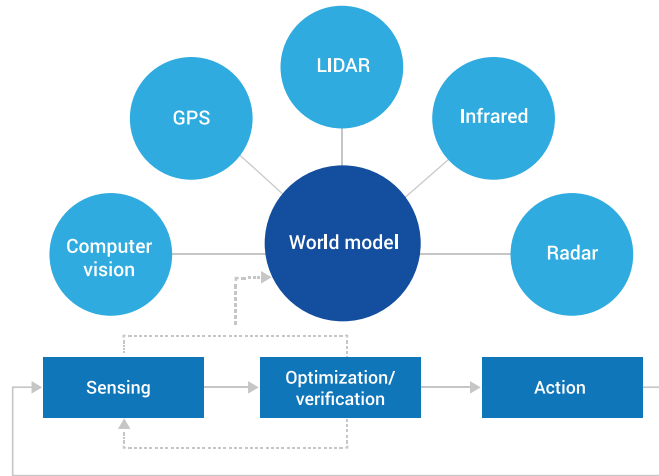 LIDAR
GPS
Infrared
Computer
vision
World model
Radar
Sensing
Optimization/
verification
Action